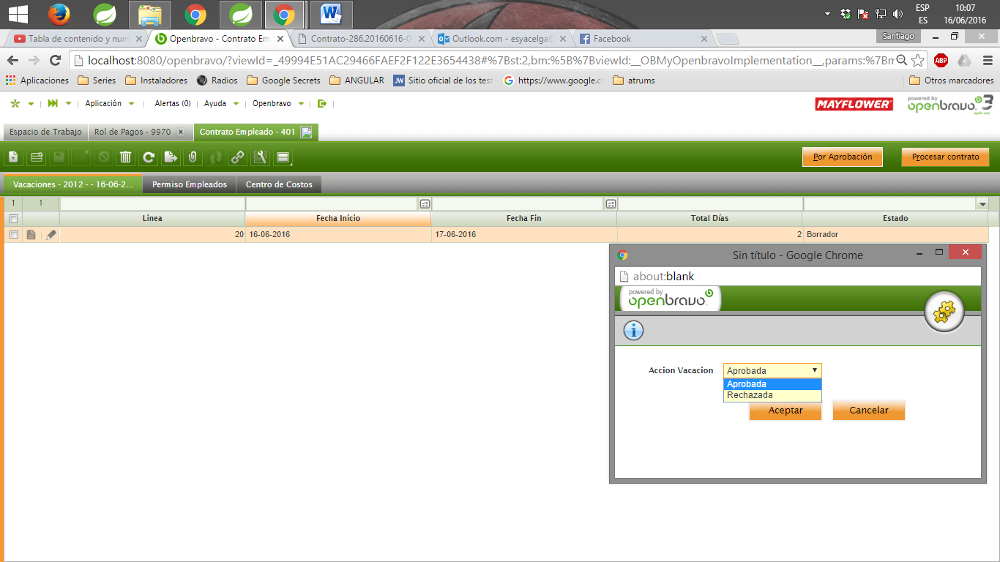 ESP
ES
10:07
16/06/2016
Tabla de contenido y num
Openbravo - Contrato Em
Contrato-286.20160616-0
Outlook.com - esyacelga@
Facebook
Santiago
localhost:8080/openbravo/?viewId=_49994E51AC29466FAEF2F122E3654438#%7Bst:2,bm:%5B%7BviewId:__OBMyOpenbravoImplementation__,params:%7Bm
ABP
Aplicaciones
Series
Instaladores
Radios
Google Secrets
ANGULAR
JW
Sitio oficial de los test
https://www.google.c
atrums
Otros marcadores
Aplicación
Alertas (0)
Ayuda
Openbravo
MAYFLOWER
powered by
openbravo 3
agile erp
Espacio de Trabajo
Rol de Pagos - 9970 x
Contrato Empleado - 401
Por Aprobación
Procesar contrato
Vacaciones - 2012 - - 16-06-2...
Permiso Empleados
Centro de Costos
1 1
Linea Fecha Inicio Fecha Fin Total Días Estado
20 16-06-2016 17-06-2016 2 Borrador
Sin título - Google Chrome
about:blank
powered by
openbravo
Accion Vacacion Aprobada
Aprobada
Rechazada
Aceptar Cancelar